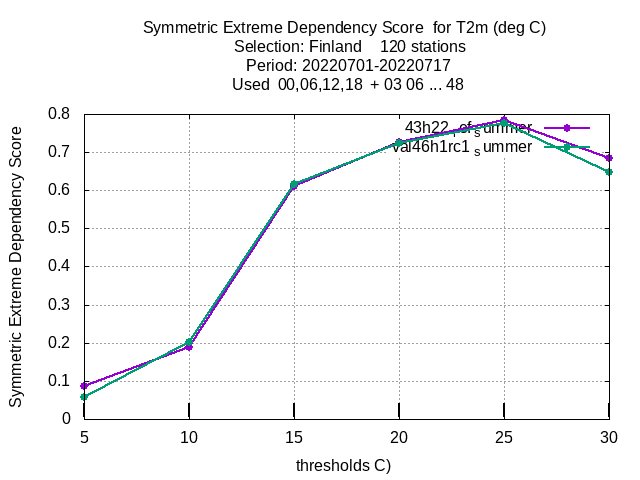 Symmetric Extreme Dependency Score  for T2m (deg C)
Selection: Finland    120 stations
Period: 20220701-20220717
Used  00,06,12,18  + 03 06 ... 48
Symmetric Extreme Dependency Score
0.8
0.7
0.6
0.5
0.4
0.3
0.2
0.1
0
43h22ref_summer
val46h1rc1_summer
5 10 15 20 25 30
thresholds C)